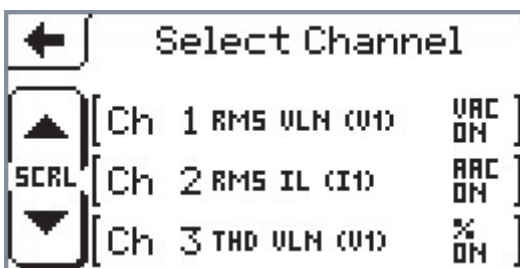 Select Channel
Ch 1 RMS VLN (V1) VAC ON
SCRL
Ch 2 RMS IL (I1) AAC ON
Ch 3 THD VLN (V1) % ON